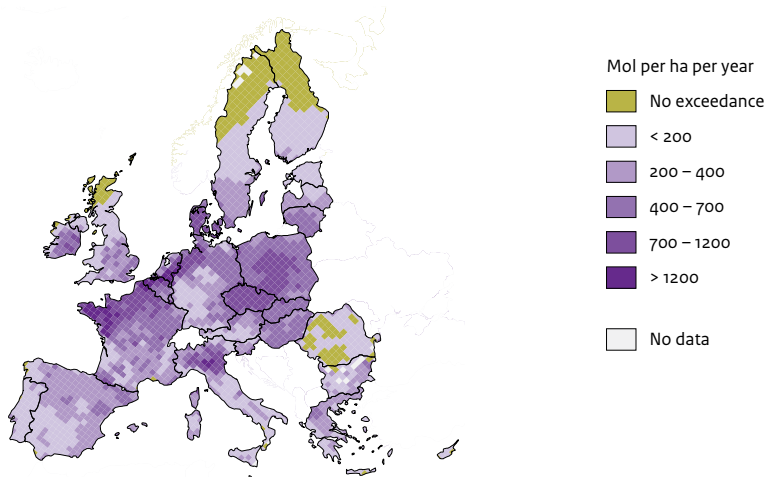 Mol per ha per year
No exceedance
< 200
200 – 400
400 – 700
700 – 1200
> 1200
No data